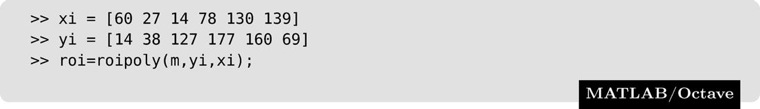 >> xi = [60 27 14 78 130 139]
>> yi = [14 38 127 177 160 69]
>> roi=roipoly(m,yi,xi);
MATLAB/Octave